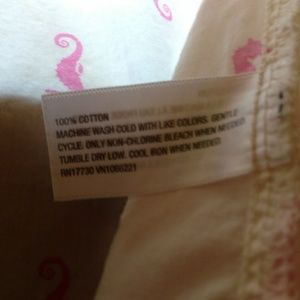 100% COTTON
MACHINE WASH COLD WITH LIKE COLORS. GENTLE
CYCLE. ONLY NON-CHLORINE BLEACH WHEN NEEDED
TUMBLE DRY LOW. COOL IRON WHEN NEEDED.
RN17730 VN1086221